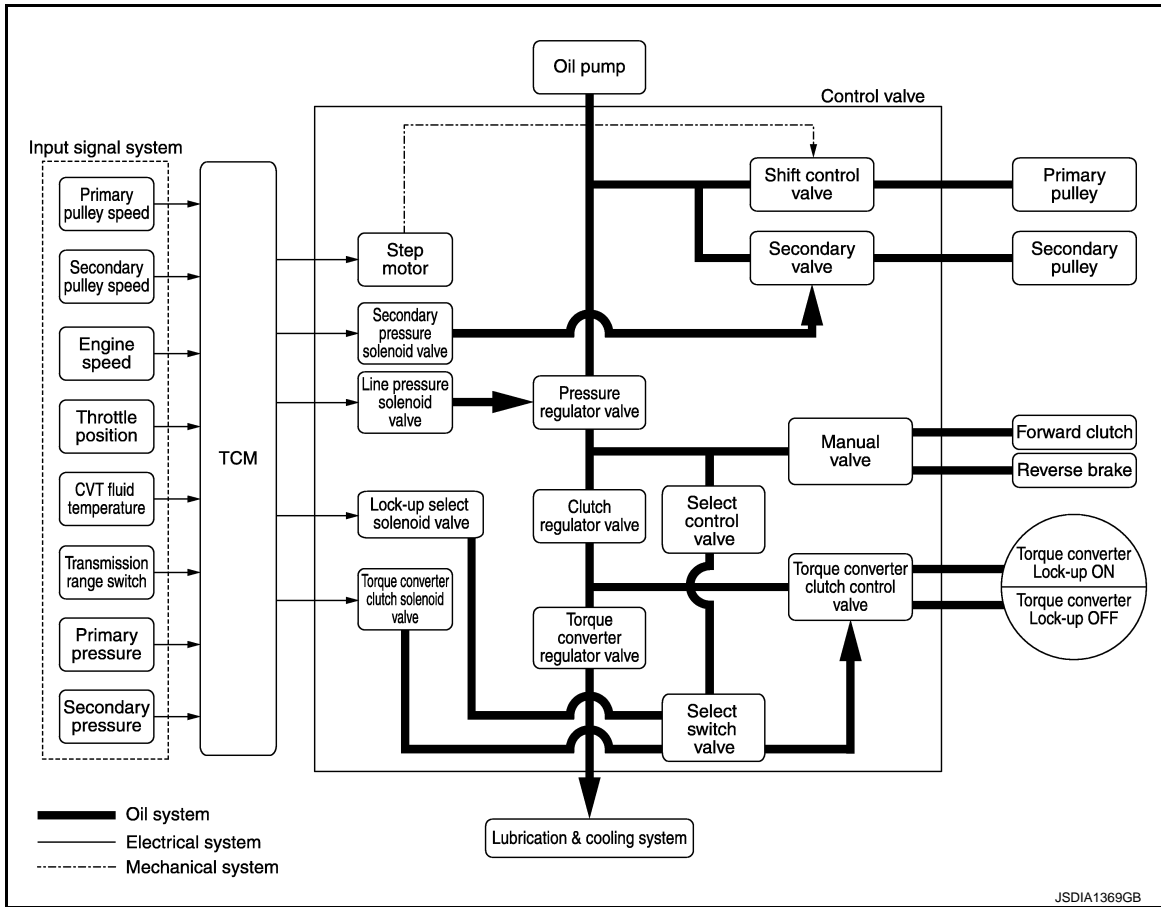 Oil pump
Control valve
Input signal system
Primary
pulley speed
Secondary
pulley speed
Engine
speed
Throttle
position
CVT fluid
temperature
Transmission
range switch
Primary
pressure
Secondary
pressure
TCM
Step
motor
Secondary
pressure
solenoid valve
Line pressure
solenoid
valve
Lock-up select
solenoid valve
Torque converter
clutch solenoid
valve
Pressure
regulator valve
Clutch
regulator valve
Torque
converter
regulator valve
Shift control
valve
Secondary
valve
Manual
valve
Select
control
valve
Torque converter
clutch control
valve
Select
switch
valve
Primary
pulley
Secondary
pulley
Forward clutch
Reverse brake
Torque converter
Lock-up ON
Torque converter
Lock-up OFF
Lubrication & cooling system
Oil system
Electrical system
Mechanical system
JSDIA1369GB